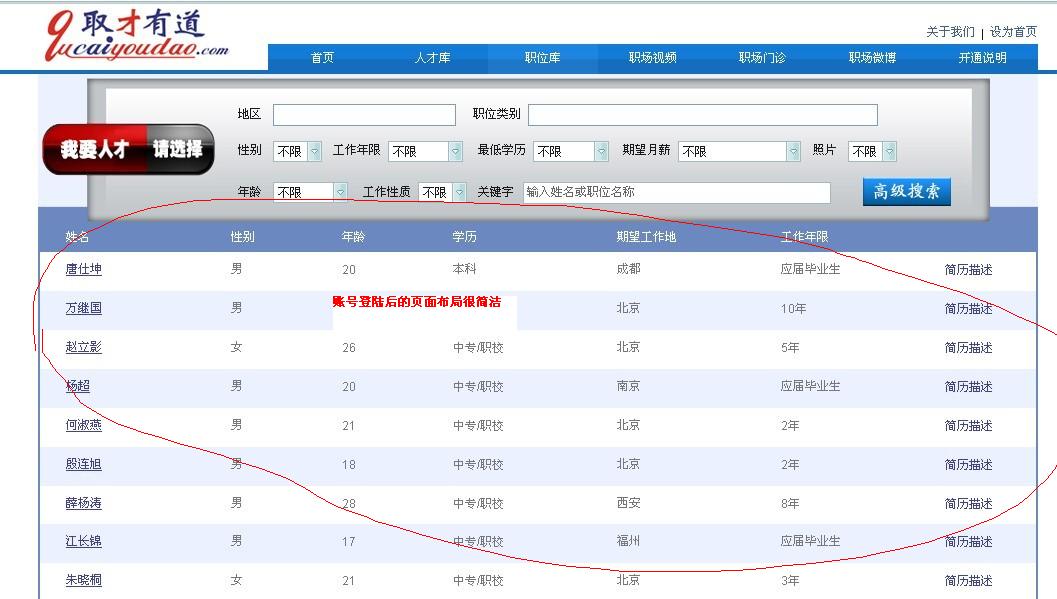 取才有道
Qucaiyoudao.com
关于我们 | 设为首页
首页 人才库 职位库 职场视频 职场门诊 职场微博 开通说明
地区 职位类别
我要人才 请选择
性别 不限 工作年限 不限 最低学历 不限 期望月薪 不限 照片 不限
年龄 不限 工作性质 不限 关键字 输入姓名或职位名称 高级搜索
姓名 性别 年龄 学历 期望工作地 工作年限
唐仕坤 男 20 本科 成都 应届毕业生 简历描述
万继国 男 账号登陆后的页面布局很简洁 北京 10年 简历描述
赵立影 女 26 中专/职校 北京 5年 简历描述
杨超 男 20 中专/职校 南京 应届毕业生 简历描述
何淑燕 男 21 中专/职校 北京 2年 简历描述
殷连旭 男 18 中专/职校 北京 2年 简历描述
薛杨涛 男 28 中专/职校 西安 8年 简历描述
江长锦 男 17 中专/职校 福州 应届毕业生 简历描述
朱晓桐 女 21 中专/职校 北京 3年 简历描述